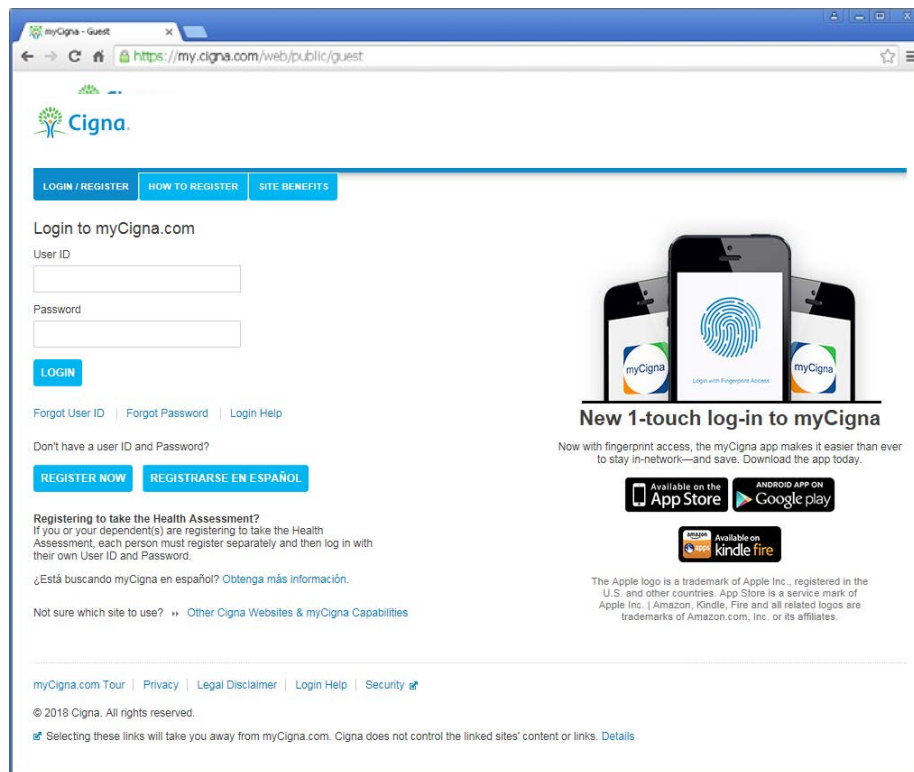 myCigna - Guest
https://my.cigna.com/web/public/guest
Cigna.
LOGIN / REGISTER
HOW TO REGISTER
SITE BENEFITS
Login to myCigna.com
User ID
Password
LOGIN
Forgot User ID | Forgot Password | Login Help
Don't have a user ID and Password?
REGISTER NOW
REGISTRARSE EN ESPAÑOL
Registering to take the Health Assessment?
If you or your dependent(s) are registering to take the Health
Assessment, each person must register separately and then log in with
their own User ID and Password.
¿Está buscando myCigna en español? Obtenga más información.
Not sure which site to use? Other Cigna Websites & myCigna Capabilities
myCigna
Login with Fingerprint Access
myCigna
New 1-touch log-in to myCigna
Now with fingerprint access, the myCigna app makes it easier than ever
to stay in-network—and save. Download the app today.
Available on the
App Store
ANDROID APP ON
Google play
amazon
apps
Available on
kindle fire
The Apple logo is a trademark of Apple Inc., registered in the
U.S. and other countries. App Store is a service mark of
Apple Inc. | Amazon, Kindle, Fire and all related logos are
trademarks of Amazon.com, Inc. or its affiliates.
myCigna.com Tour | Privacy | Legal Disclaimer | Login Help | Security
© 2018 Cigna. All rights reserved.
Selecting these links will take you away from myCigna.com. Cigna does not control the linked sites' content or links. Details